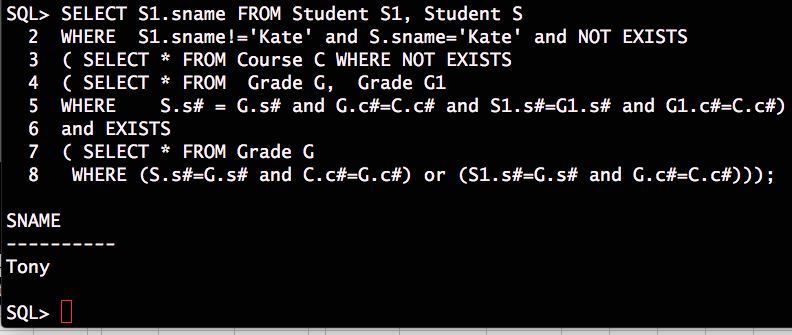 SQL> SELECT S1.sname FROM Student S1, Student S
2 WHERE S1.sname!='Kate' and S.sname='Kate' and NOT EXISTS
3 ( SELECT * FROM Course C WHERE NOT EXISTS
4 ( SELECT * FROM Grade G, Grade G1
5 WHERE S.s# = G.s# and G.c#=C.c# and S1.s#=G1.s# and G1.c#=C.c#)
6 and EXISTS
7 ( SELECT * FROM Grade G
8 WHERE (S.s#=G.s# and C.c#=G.c#) or (S1.s#=G.s# and G.c#=C.c#)));
SNAME
----------
Tony
SQL>